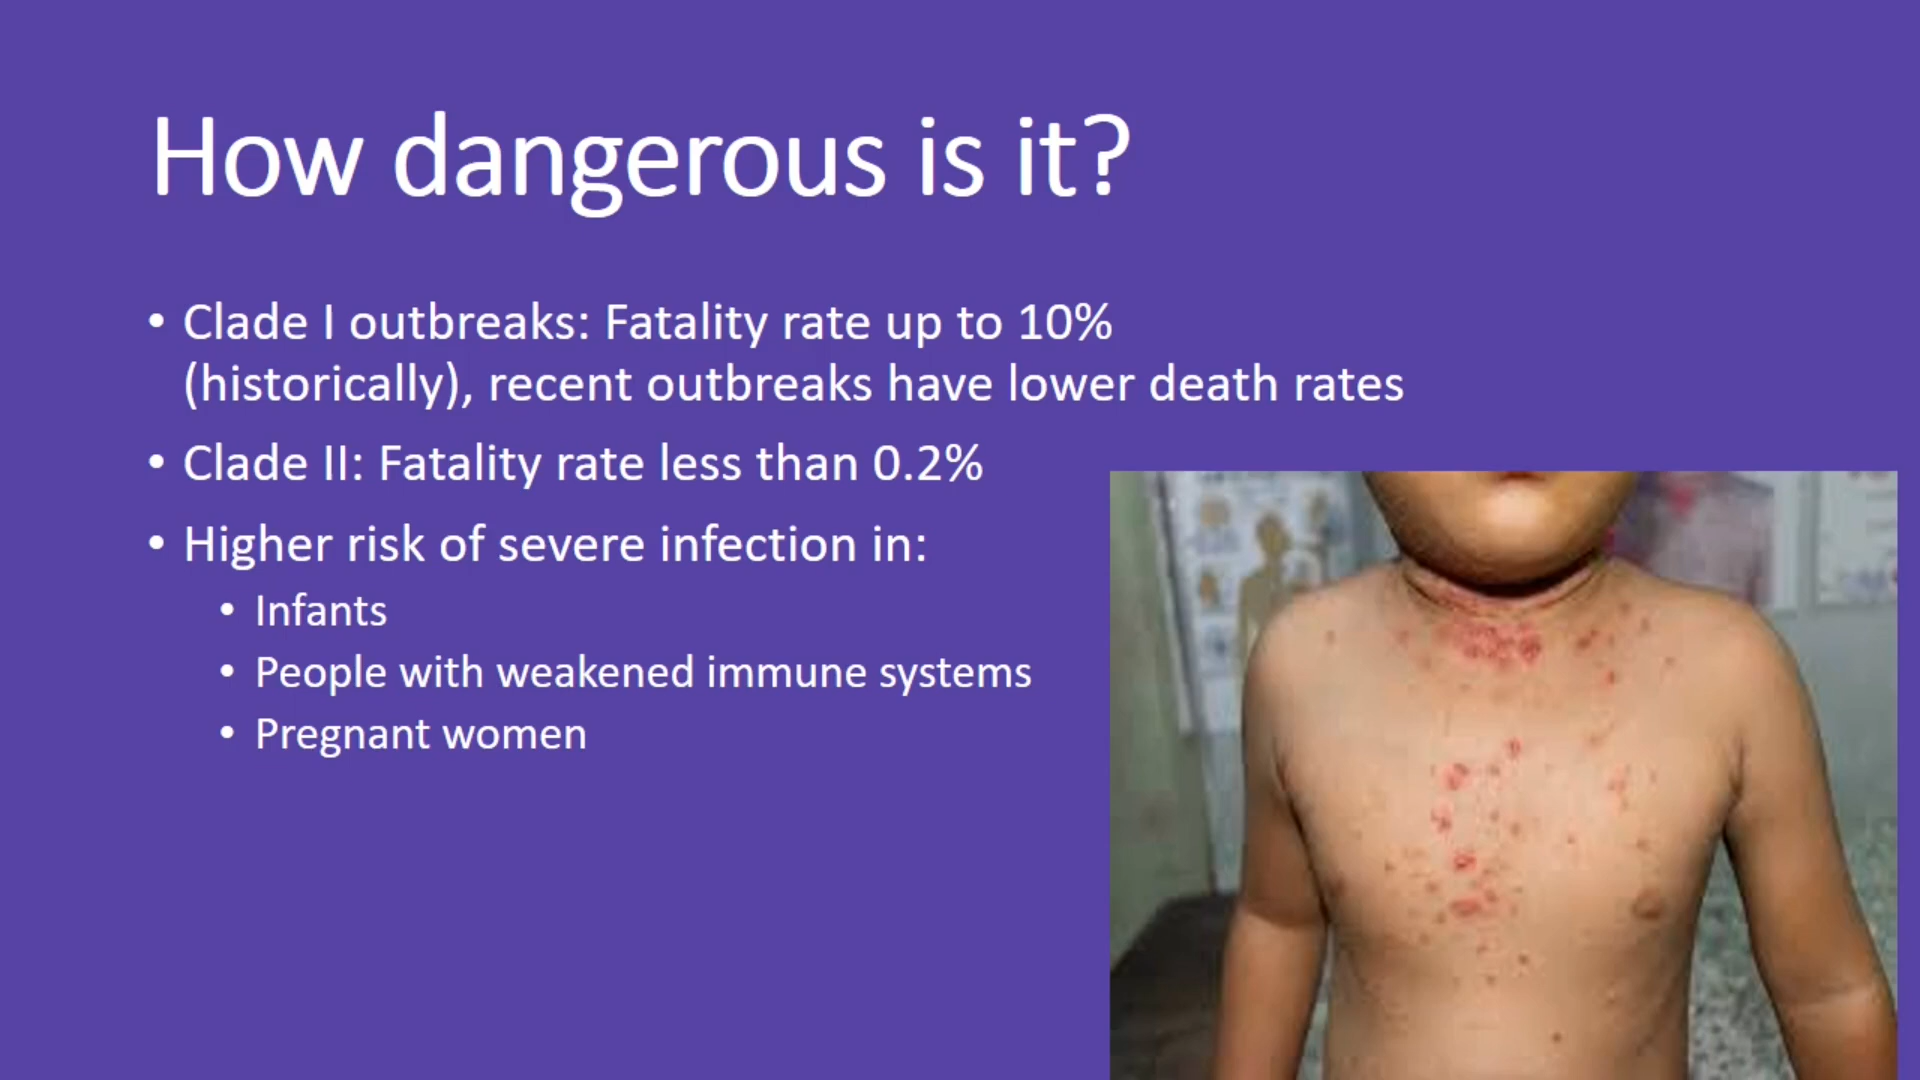 How dangerous is it?
• Clade I outbreaks: Fatality rate up to 10%
(historically), recent outbreaks have lower death rates
• Clade II: Fatality rate less than 0.2%
• Higher risk of severe infection in:
• Infants
• People with weakened immune systems
• Pregnant women